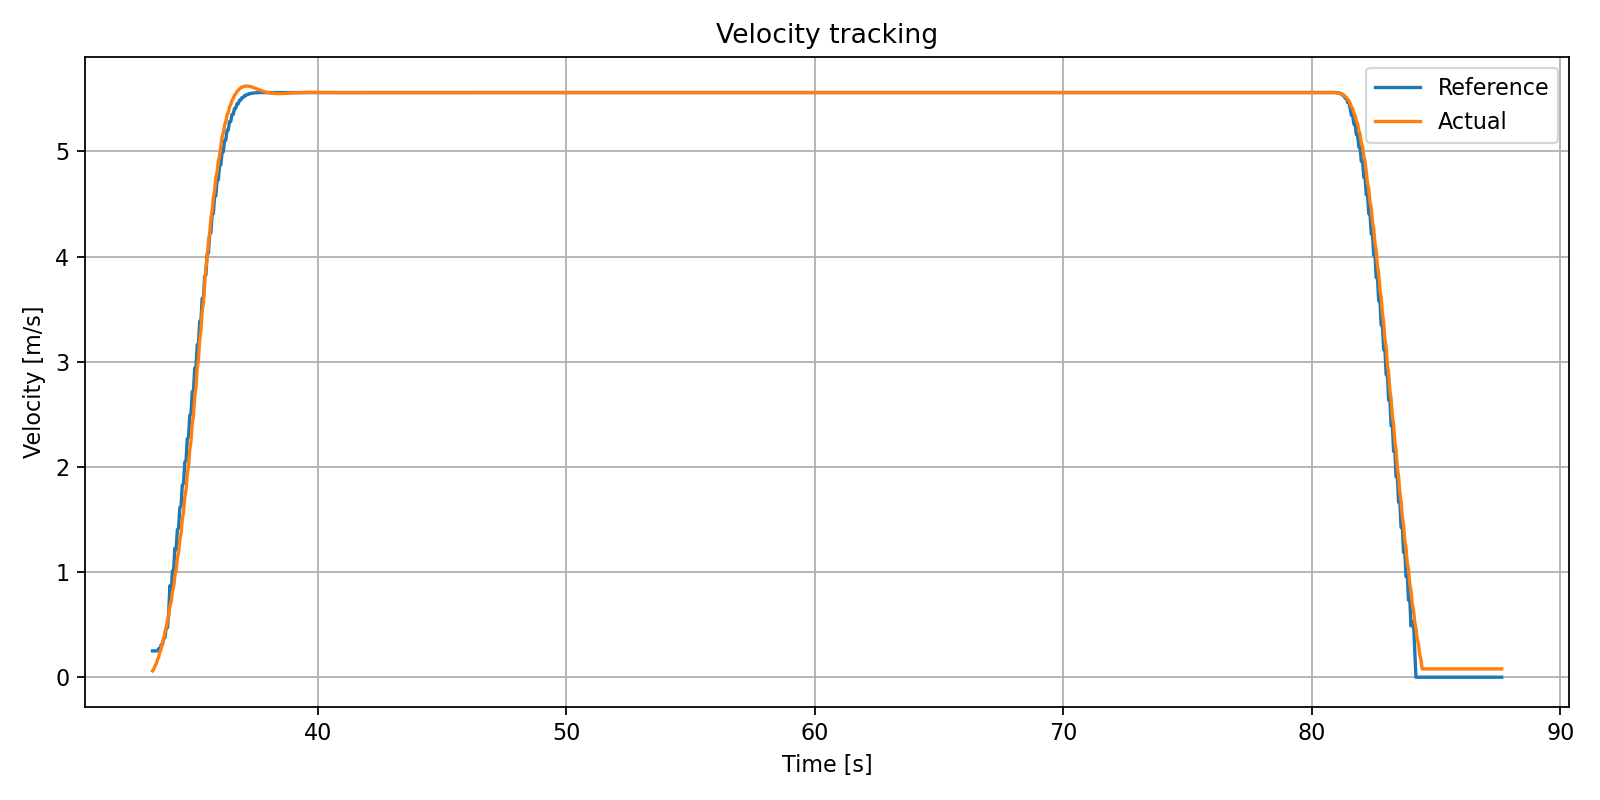 Velocity tracking
Reference
Actual
5
4
3
2
1
0
Velocity [m/s]
40 50 60 70 80 90
Time [s]